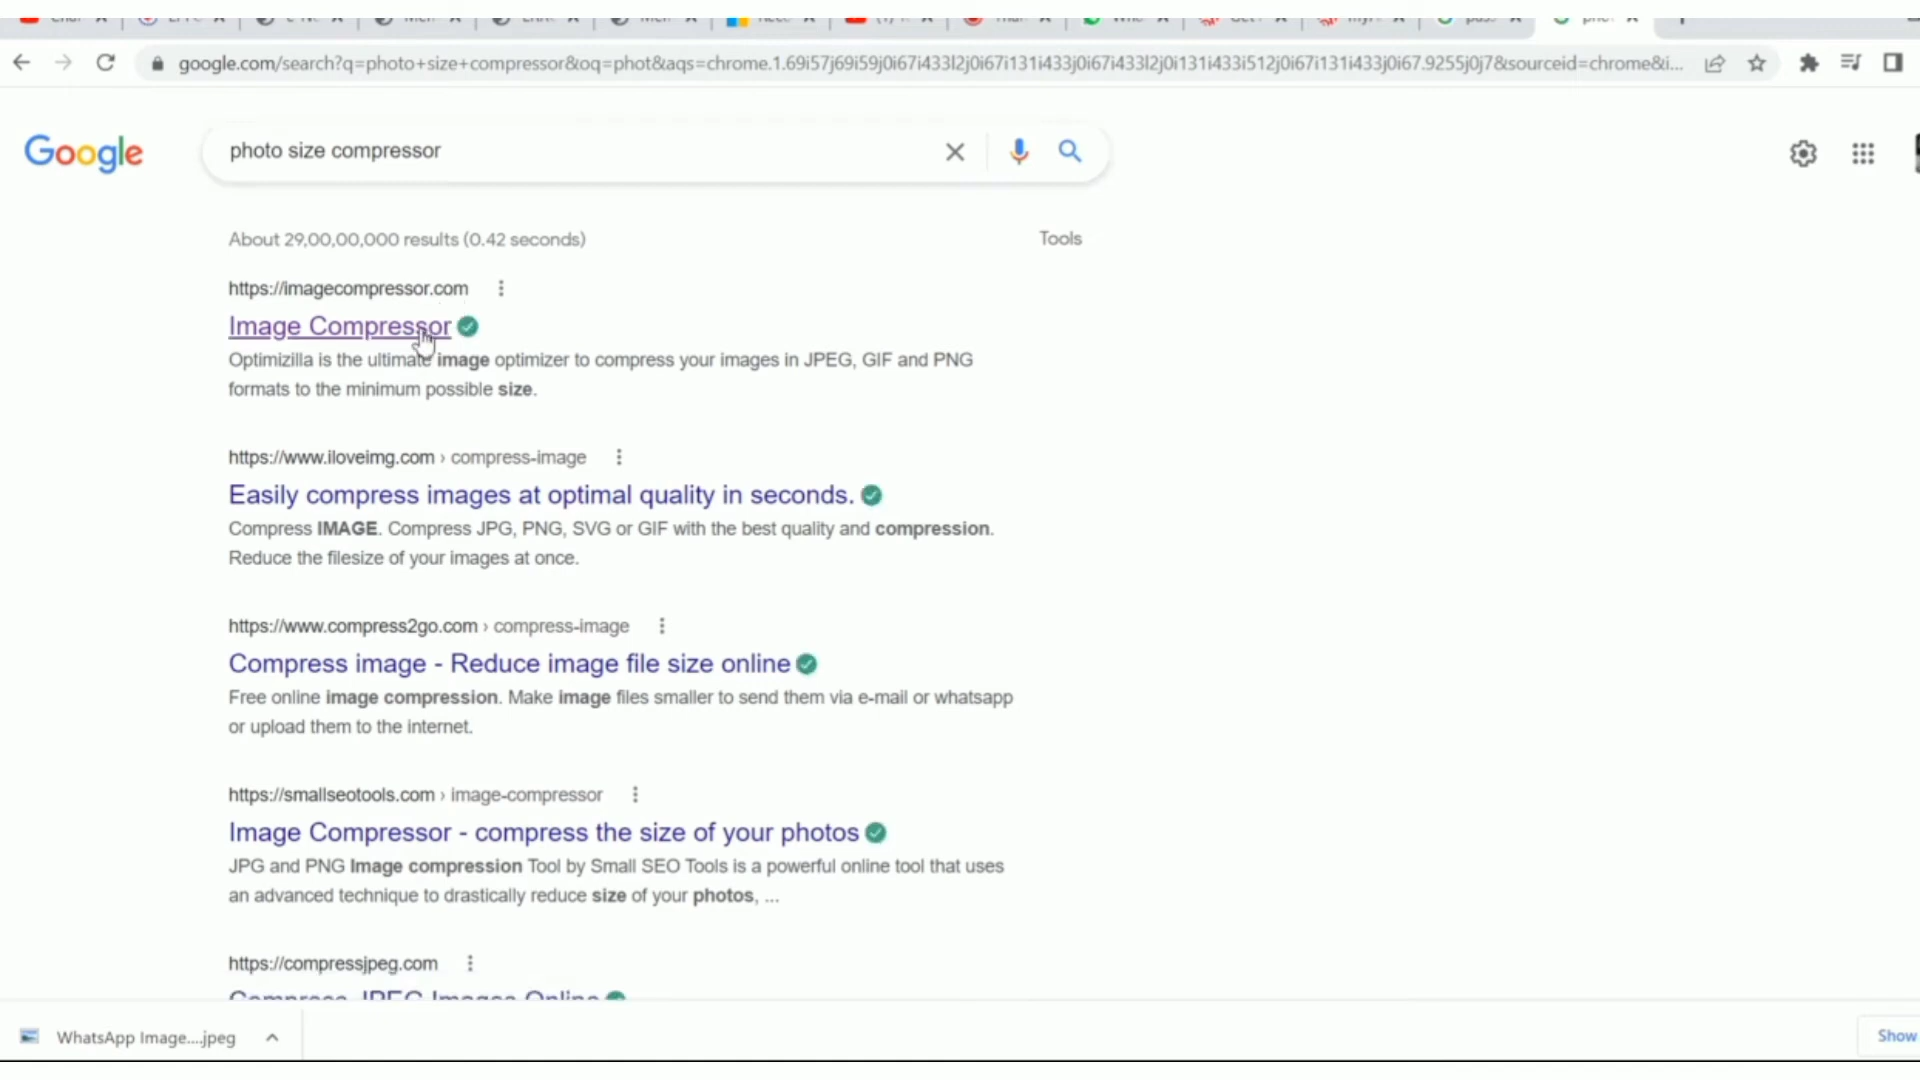 google.com/search?q=photo+size+compressor&oq=phot&aqs=chrome.1.69i57j69i59j0i67i433l2j0i67i131i433j0i67i433l2j0i131i433i512j0i67i131i433j0i67.9255j0j7&sourceid=chrome&i...
Google
photo size compressor
About 29,00,00,000 results (0.42 seconds)
Tools
https://imagecompressor.com
Image Compressor
Optimizilla is the ultimate image optimizer to compress your images in JPEG, GIF and PNG
formats to the minimum possible size.
https://www.iloveimg.com › compress-image
Easily compress images at optimal quality in seconds.
Compress IMAGE. Compress JPG, PNG, SVG or GIF with the best quality and compression.
Reduce the filesize of your images at once.
https://www.compress2go.com › compress-image
Compress image - Reduce image file size online
Free online image compression. Make image files smaller to send them via e-mail or whatsapp
or upload them to the internet.
https://smallseotools.com › image-compressor
Image Compressor - compress the size of your photos
JPG and PNG Image compression Tool by Small SEO Tools is a powerful online tool that uses
an advanced technique to drastically reduce size of your photos, ...
https://compressjpeg.com
Compress JPEG Images Online
WhatsApp Image....jpeg
Show